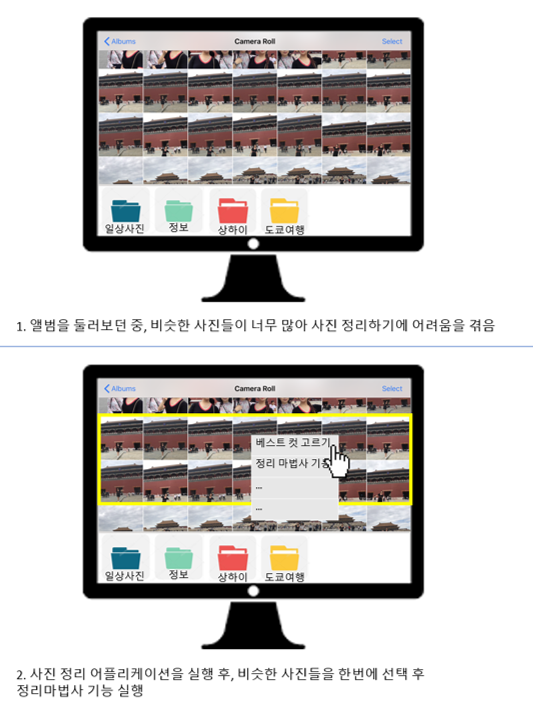 Albums Camera Roll Select
일상사진 정보 상하이 도쿄여행
1. 앨범을 둘러보던 중, 비슷한 사진들이 너무 많아 사진 정리하기에 어려움을 겪음
Albums Camera Roll Select
베스트 컷 고르기
정리 마법사 기능
...
...
일상사진 정보 상하이 도쿄여행
2. 사진 정리 어플리케이션을 실행 후, 비슷한 사진들을 한번에 선택 후
정리마법사 기능 실행